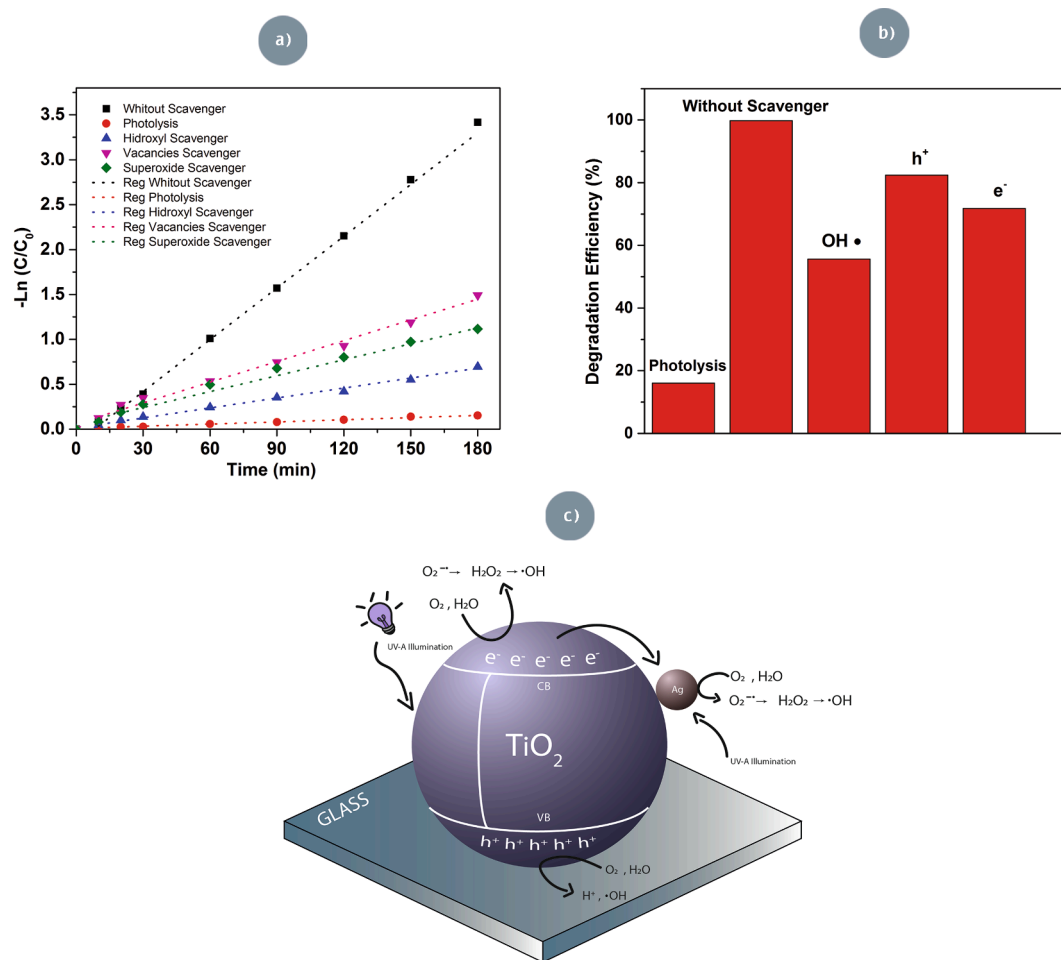 a)
3.5
3.0
2.5
2.0
1.5
1.0
0.5
0.0
-Ln (C/C₀)
Whitout Scavenger
Photolysis
Hidroxyl Scavenger
Vacancies Scavenger
Superoxide Scavenger
Reg Whitout Scavenger
Reg Photolysis
Reg Hidroxyl Scavenger
Reg Vacancies Scavenger
Reg Superoxide Scavenger
0 30 60 90 120 150 180
Time (min)
b)
100
80
60
40
20
0
Degradation Efficiency (%)
Photolysis
Without Scavenger
OH •
h⁺
e⁻
c)
O₂⁻• → H₂O₂ → ·OH
O₂ , H₂O
UV-A Illumination
e⁻ e⁻ e⁻ e⁻ e⁻
CB
Ag
O₂ , H₂O
O₂⁻• → H₂O₂ → ·OH
TiO₂
UV-A Illumination
GLASS
VB
h⁺ h⁺ h⁺ h⁺ h⁺
O₂ , H₂O
H⁺ , ·OH